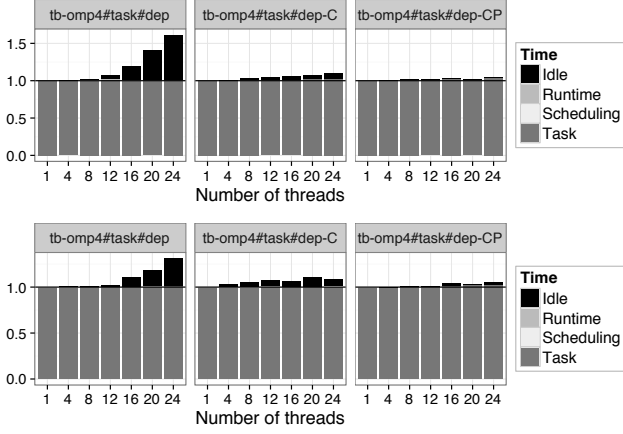 tb-omp4#task#dep tb-omp4#task#dep-C tb-omp4#task#dep-CP
1.5
1.0
0.5
0.0
Time
Idle
Runtime
Scheduling
Task
1 4 8 12 16 20 24 1 4 8 12 16 20 24 1 4 8 12 16 20 24
Number of threads
tb-omp4#task#dep tb-omp4#task#dep-C tb-omp4#task#dep-CP
1.0
0.5
0.0
Time
Idle
Runtime
Scheduling
Task
1 4 8 12 16 20 24 1 4 8 12 16 20 24 1 4 8 12 16 20 24
Number of threads